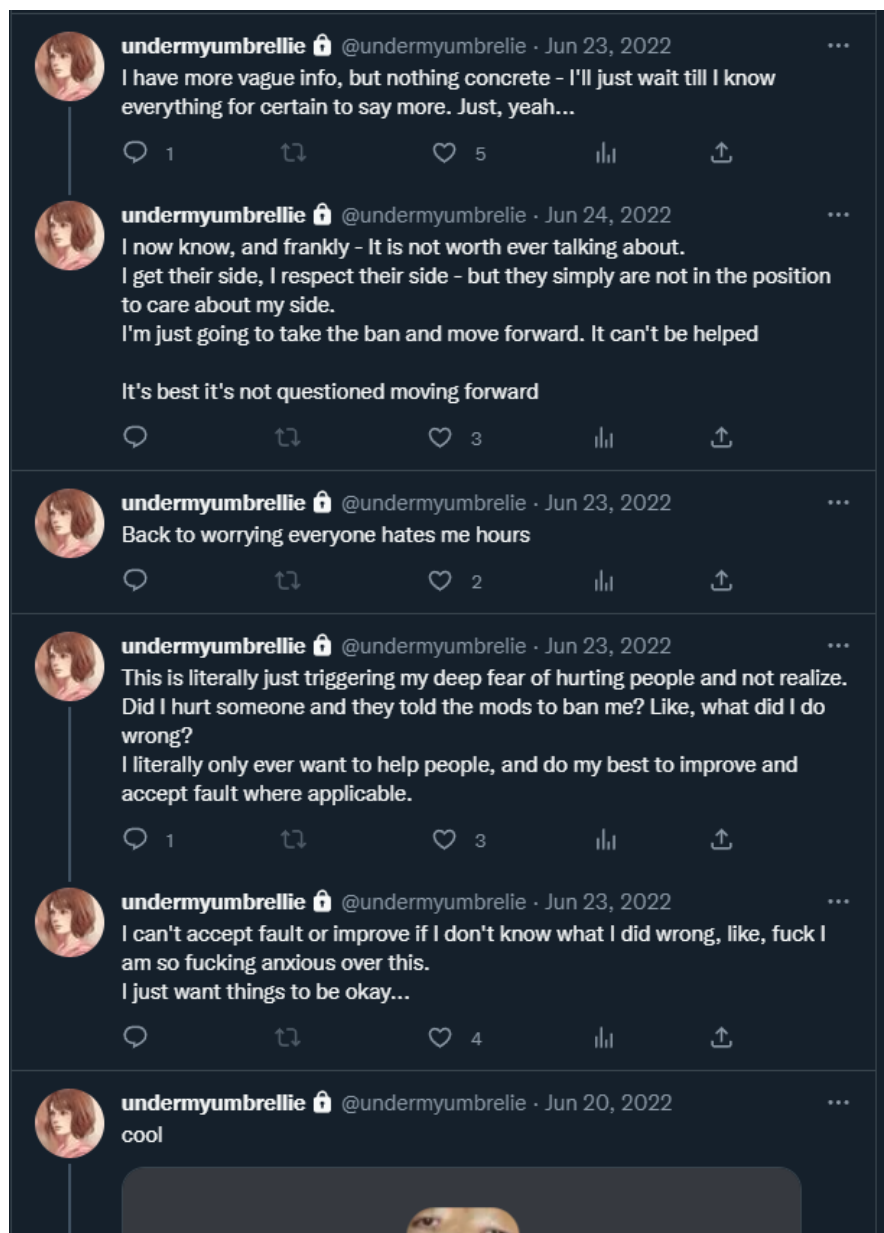 undermyumbrellie @undermyumbrelie · Jun 23, 2022
I have more vague info, but nothing concrete - I'll just wait till I know
everything for certain to say more. Just, yeah...
1 5
undermyumbrellie @undermyumbrelie · Jun 24, 2022
I now know, and frankly - It is not worth ever talking about.
I get their side, I respect their side - but they simply are not in the position
to care about my side.
I'm just going to take the ban and move forward. It can't be helped
It's best it's not questioned moving forward
3
undermyumbrellie @undermyumbrelie · Jun 23, 2022
Back to worrying everyone hates me hours
2
undermyumbrellie @undermyumbrelie · Jun 23, 2022
This is literally just triggering my deep fear of hurting people and not realize.
Did I hurt someone and they told the mods to ban me? Like, what did I do
wrong?
I literally only ever want to help people, and do my best to improve and
accept fault where applicable.
1 3
undermyumbrellie @undermyumbrelie · Jun 23, 2022
I can't accept fault or improve if I don't know what I did wrong, like, fuck I
am so fucking anxious over this.
I just want things to be okay...
4
undermyumbrellie @undermyumbrelie · Jun 20, 2022
cool